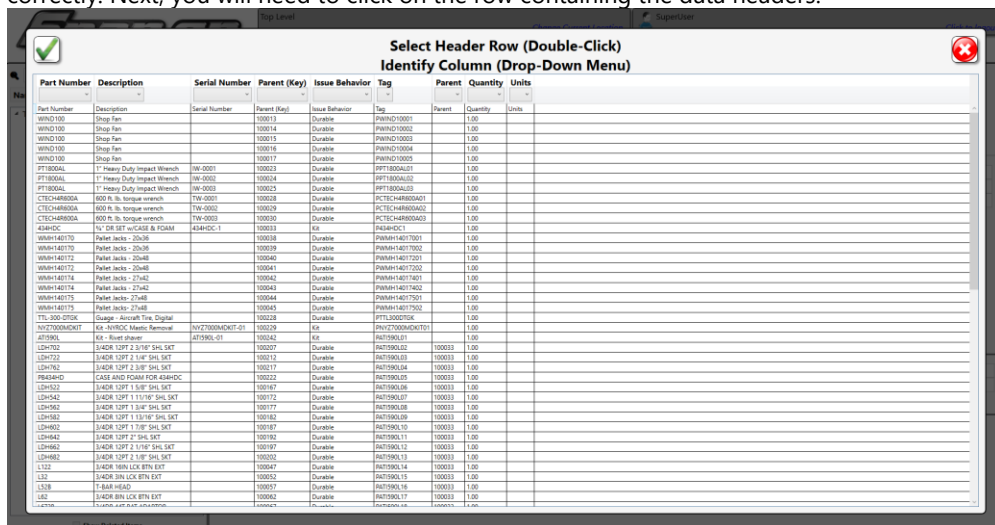 correctly. Next, you will need to click on the row containing the data headers.
Top Level
SuperUser
Change Current Location
Select Header Row (Double-Click)
Identify Column (Drop-Down Menu)
Part Number Description Serial Number Parent (Key) Issue Behavior Tag Parent Quantity Units
Part Number Description Serial Number Parent (Key) Issue Behavior Tag Parent Quantity Units
WIND100 Shop Fan 100013 Durable PWIND10001 1.00
WIND100 Shop Fan 100014 Durable PWIND10002 1.00
WIND100 Shop Fan 100015 Durable PWIND10003 1.00
WIND100 Shop Fan 100016 Durable PWIND10004 1.00
WIND100 Shop Fan 100017 Durable PWIND10005 1.00
PT1800AL 1" Heavy Duty Impact Wrench IW-0001 100023 Durable PPT1800AL01 1.00
PT1800AL 1" Heavy Duty Impact Wrench IW-0002 100024 Durable PPT1800AL02 1.00
PT1800AL 1" Heavy Duty Impact Wrench IW-0003 100025 Durable PPT1800AL03 1.00
CTECH4R600A 600 ft. lb. torque wrench TW-0001 100028 Durable PCTECH4R600A01 1.00
CTECH4R600A 600 ft. lb. torque wrench TW-0002 100029 Durable PCTECH4R600A02 1.00
CTECH4R600A 600 ft. lb. torque wrench TW-0003 100030 Durable PCTECH4R600A03 1.00
434HDC ¾" DR SET w/CASE & FOAM 434HDC-1 100033 Kit P434HDC1 1.00
WMH140170 Pallet Jacks - 20x36 100038 Durable PWMH14017001 1.00
WMH140170 Pallet Jacks - 20x36 100039 Durable PWMH14017002 1.00
WMH140172 Pallet Jacks - 20x48 100040 Durable PWMH14017201 1.00
WMH140172 Pallet Jacks - 20x48 100041 Durable PWMH14017202 1.00
WMH140174 Pallet Jacks - 27x42 100042 Durable PWMH14017401 1.00
WMH140174 Pallet Jacks - 27x42 100043 Durable PWMH14017402 1.00
WMH140175 Pallet Jacks- 27x48 100044 Durable PWMH14017501 1.00
WMH140175 Pallet Jacks- 27x48 100045 Durable PWMH14017502 1.00
TTL-300-DTGK Guage - Aircraft Tire, Digital 100228 Durable PTTL300DTGK 1.00
NYZ7000MDKIT Kit -NYROC Mastic Removal NYZ7000MDKIT-01 100229 Kit PNYZ7000MDKIT01 1.00
ATI590L Kit - Rivet shaver ATI590L-01 100242 Kit PATI590L01 1.00
LDH702 3/4DR 12PT 2 3/16" SHL SKT 100207 Durable PATI590L02 100033 1.00
LDH722 3/4DR 12PT 2 1/4" SHL SKT 100212 Durable PATI590L03 100033 1.00
LDH762 3/4DR 12PT 2 3/8" SHL SKT 100217 Durable PATI590L04 100033 1.00
PB434HD CASE AND FOAM FOR 434HDC 100222 Durable PATI590L05 100033 1.00
LDH522 3/4DR 12PT 1 5/8" SHL SKT 100167 Durable PATI590L06 100033 1.00
LDH542 3/4DR 12PT 1 11/16" SHL SKT 100172 Durable PATI590L07 100033 1.00
LDH562 3/4DR 12PT 1 3/4" SHL SKT 100177 Durable PATI590L08 100033 1.00
LDH582 3/4DR 12PT 1 13/16" SHL SKT 100182 Durable PATI590L09 100033 1.00
LDH602 3/4DR 12PT 1 7/8" SHL SKT 100187 Durable PATI590L10 100033 1.00
LDH642 3/4DR 12PT 2" SHL SKT 100192 Durable PATI590L11 100033 1.00
LDH662 3/4DR 12PT 2 1/16" SHL SKT 100197 Durable PATI590L12 100033 1.00
LDH682 3/4DR 12PT 2 1/8" SHL SKT 100202 Durable PATI590L13 100033 1.00
L122 3/4DR 16IN LCK BTN EXT 100047 Durable PATI590L14 100033 1.00
L32 3/4DR 3IN LCK BTN EXT 100052 Durable PATI590L15 100033 1.00
L52B T-BAR HEAD 100057 Durable PATI590L16 100033 1.00
L62 3/4DR 8IN LCK BTN EXT 100062 Durable PATI590L17 100033 1.00